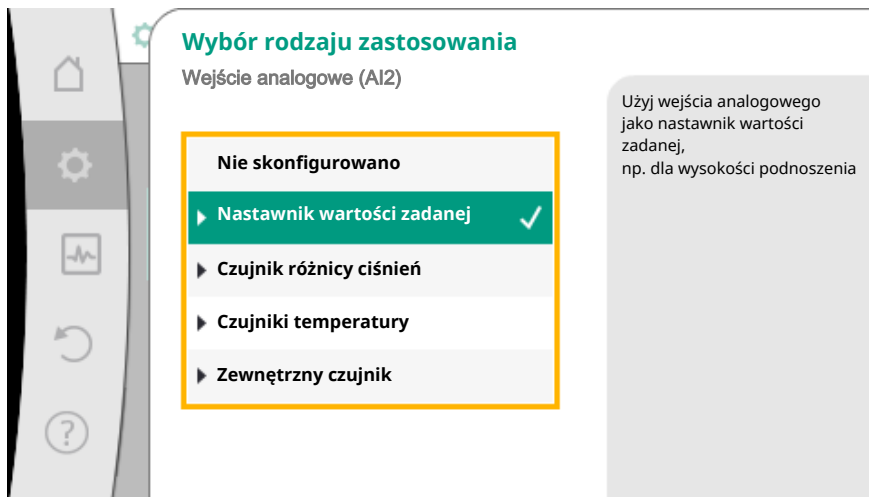 Wybór rodzaju zastosowania
Wejście analogowe (AI2)
Nie skonfigurowano
Nastawnik wartości zadanej
Czujnik różnicy ciśnień
Czujniki temperatury
Zewnętrzny czujnik
Użyj wejścia analogowego
jako nastawnik wartości
zadanej,
np. dla wysokości podnoszenia
?